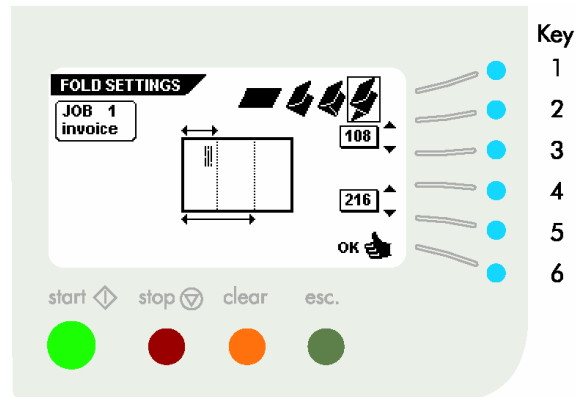 Key
FOLD SETTINGS
1
JOB 1
invoice
2
108
3
216
4
5
OK
6
start
stop
clear
esc.